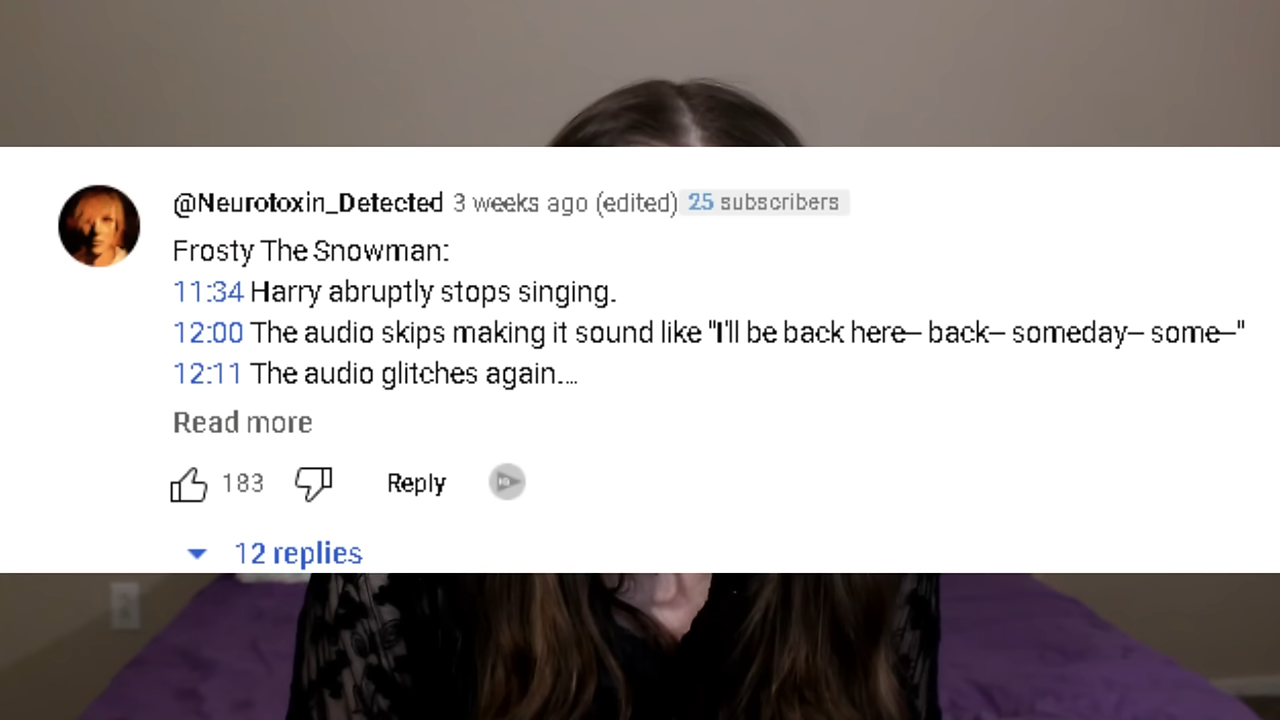 @Neurotoxin_Detected 3 weeks ago (edited) 25 subscribers
Frosty The Snowman:
11:34 Harry abruptly stops singing.
12:00 The audio skips making it sound like "I'll be back here– back– someday– some–"
12:11 The audio glitches again....
Read more
183 Reply
12 replies